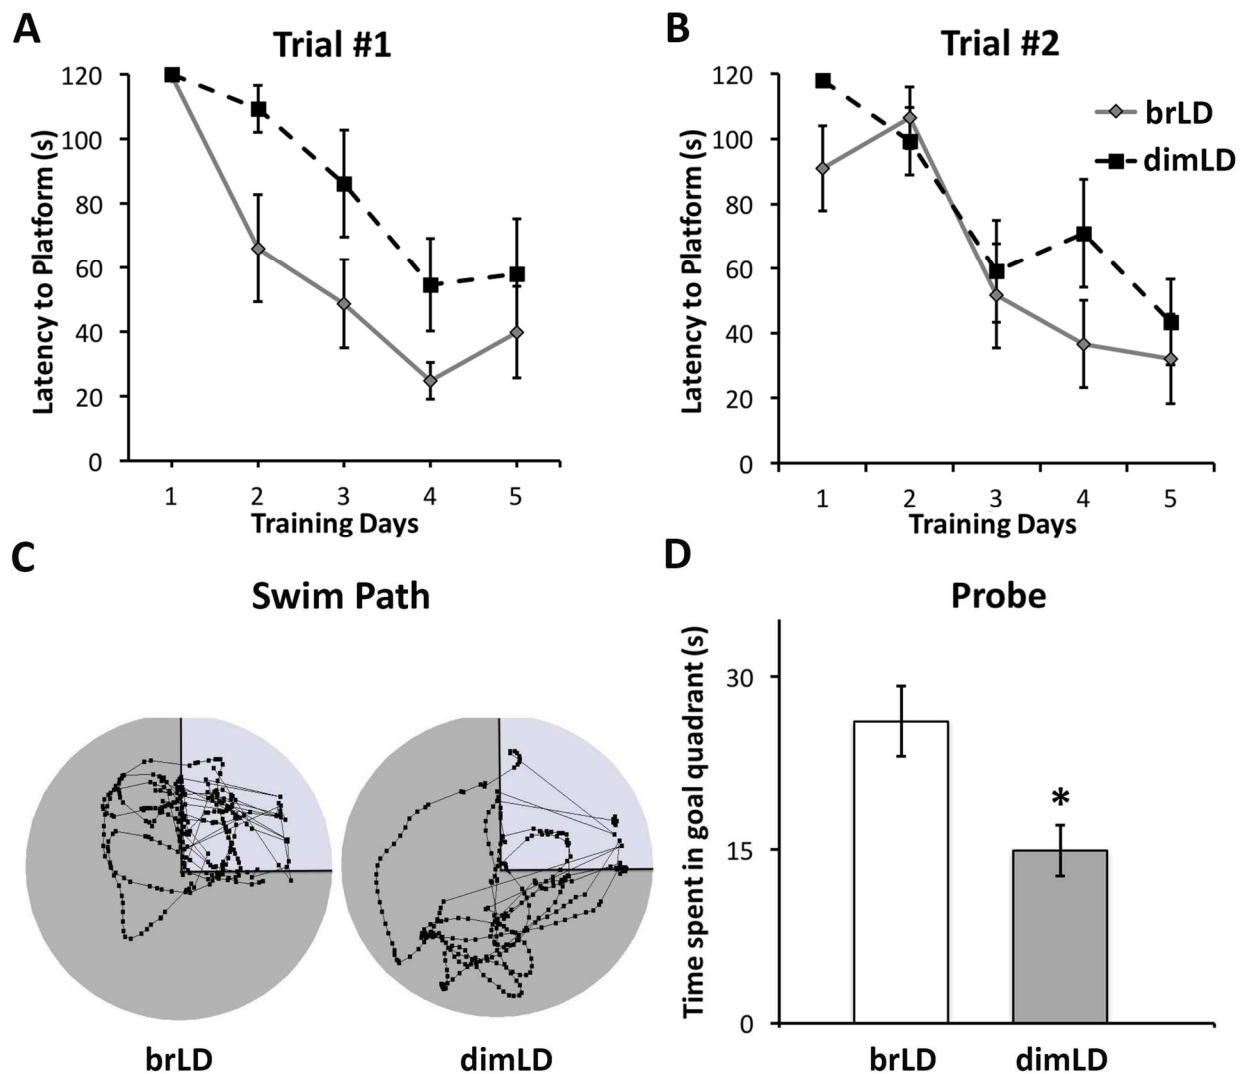 A
Trial #1
Latency to Platform (s)
120
100
80
60
40
20
0
1 2 3 4 5
Training Days
B
Trial #2
Latency to Platform (s)
120
100
80
60
40
20
0
1 2 3 4 5
Training Days
brLD
dimLD
C
Swim Path
brLD dimLD
D
Probe
Time spent in goal quadrant (s)
30
15
0
*
brLD dimLD